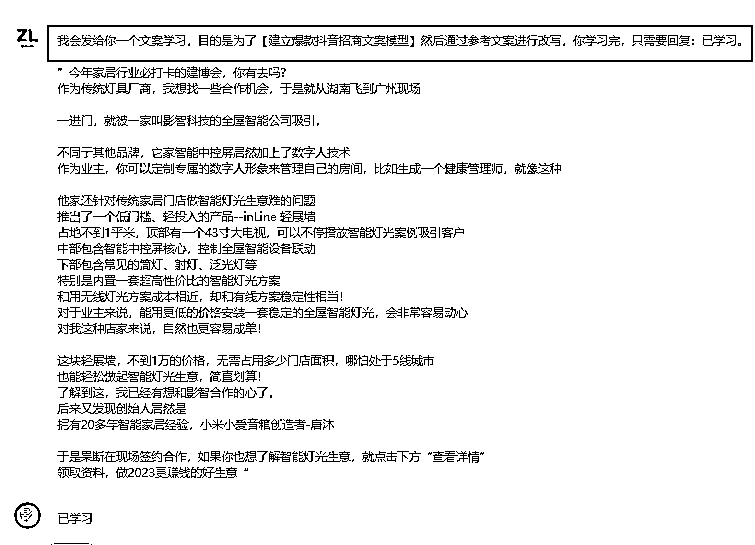 ZL
我会发给你一个文案学习，目的是为了【建立爆款抖音招商文案模型】然后通过参考文案进行改写，你学习完，只需要回复：已学习。
"今年家居行业必打卡的建博会，你有去吗？
作为传统灯具厂商，我想找一些合作机会，于是就从湖南飞到广州现场
一进门，就被一家叫影智科技的全屋智能公司吸引，
不同于其他品牌，它家智能中控屏居然加上了数字人技术
作为业主，你可以定制专属的数字人形象来管理自己的房间，比如生成一个健康管理师，就像这种
他家还针对传统家居门店做智能灯光生意难的问题
推出了一个低门槛、轻投入的产品--inLine 轻展墙
占地不到1平米，顶部有一个43寸大电视，可以不停播放智能灯光案例吸引客户
中部包含智能中控屏核心，控制全屋智能设备联动
下部包含常见的筒灯、射灯、泛光灯等
特别是内置一套超高性价比的智能灯光方案
和用无线灯光方案成本相近，却和有线方案稳定性相当！
对于业主来说，能用更低的价格安装一套稳定的全屋智能灯光，会非常容易动心
对我这种店家来说，自然也更容易成单！
这块轻展墙，不到1万的价格，无需占用多少门店面积，哪怕处于5线城市
也能轻松做起智能灯光生意，简直划算！
了解到这，我已经有想和影智合作的心了。
后来又发现创始人居然是
拥有20多年智能家居经验，小米小爱音箱创造者-唐沐
于是果断在现场签约合作，如果你也想了解智能灯光生意，就点击下方“查看详情”
领取资料，做2023更赚钱的好生意“
已学习